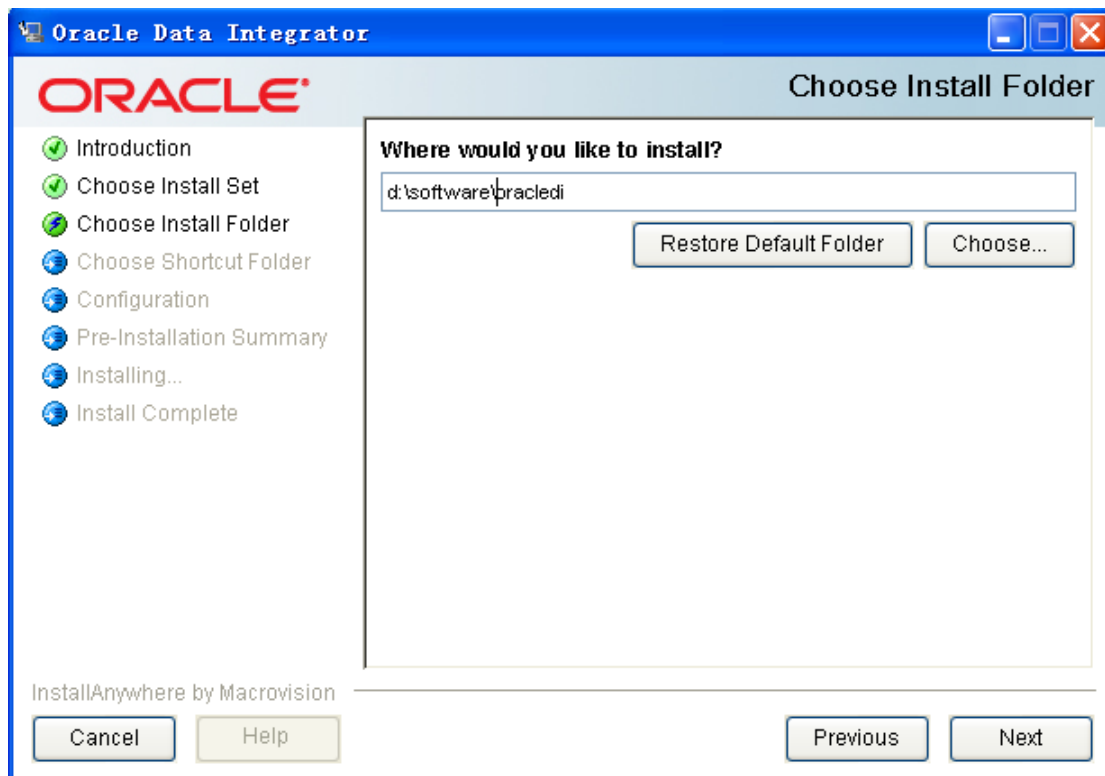 Oracle Data Integrator
ORACLE
Choose Install Folder
Introduction
Choose Install Set
Choose Install Folder
Choose Shortcut Folder
Configuration
Pre-Installation Summary
Installing...
Install Complete
Where would you like to install?
d:\software\oracledi
Restore Default Folder
Choose...
InstallAnywhere by Macrovision
Cancel
Help
Previous
Next